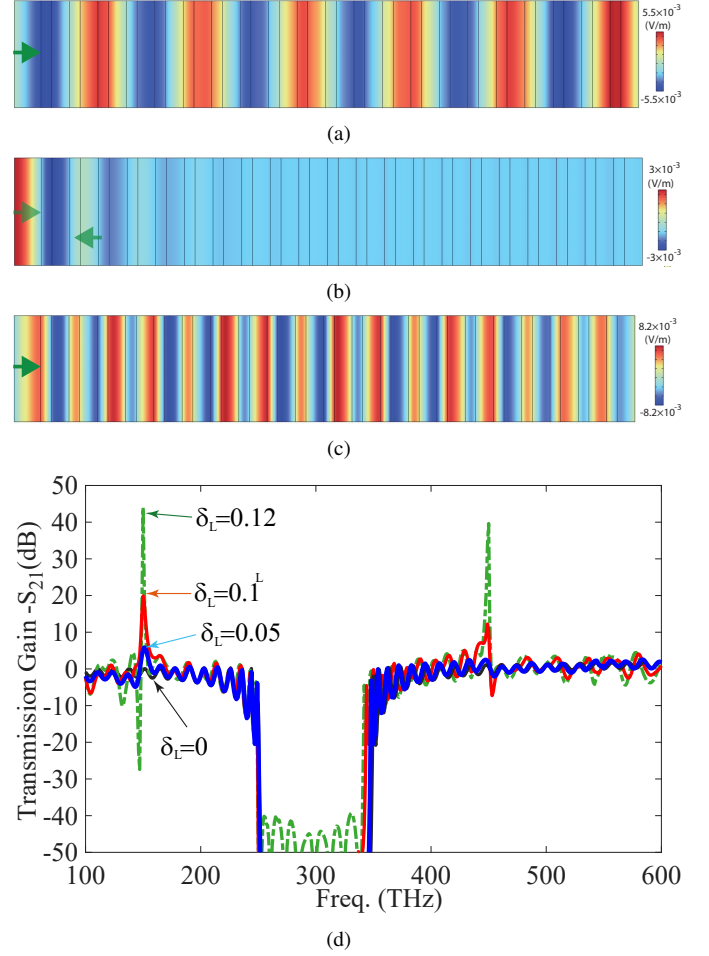 5.5×10⁻³
(V/m)
-5.5×10⁻³
(a)
3×10⁻³
(V/m)
-3×10⁻³
(b)
8.2×10⁻³
(V/m)
-8.2×10⁻³
(c)
Transmission Gain -S₂₁(dB)
50
40
30
20
10
0
-10
-20
-30
-40
-50
δL=0.12
δL=0.1 L
δL=0.05
δL=0
100 200 300 400 500 600
Freq. (THz)
(d)